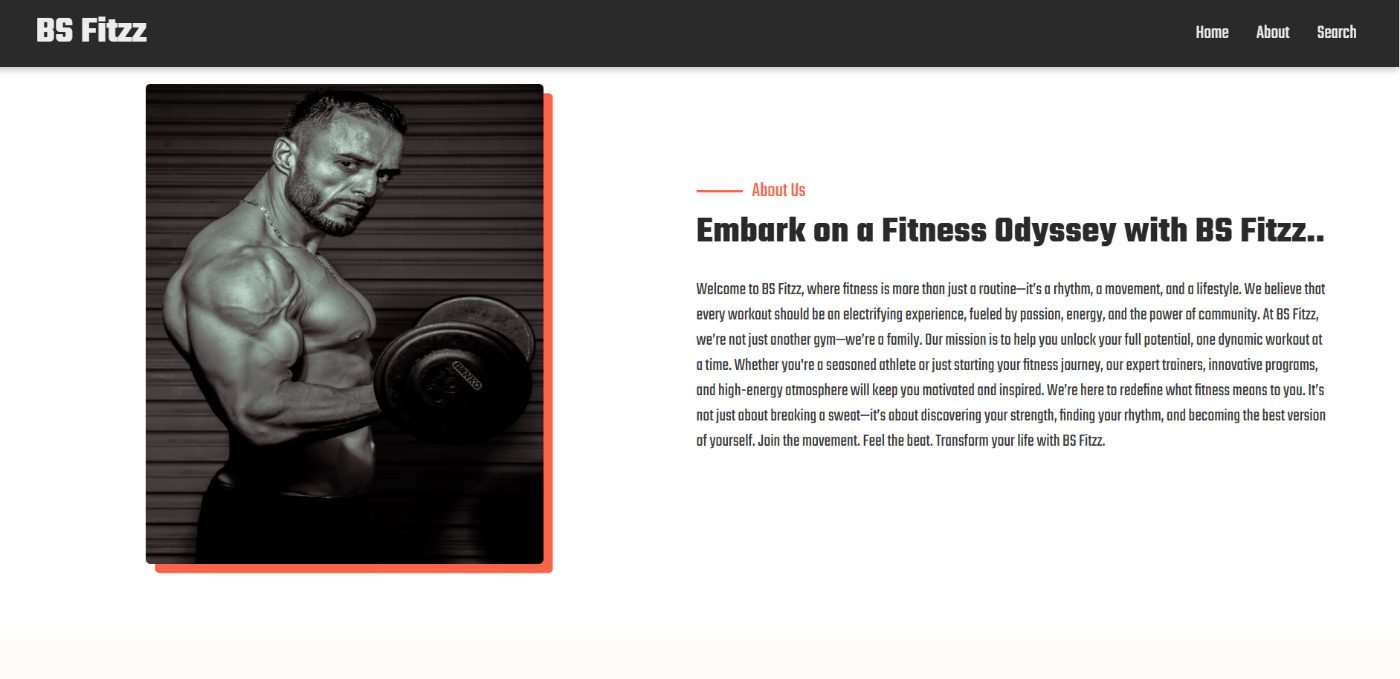 BS Fitzz
Home About Search
About Us
Embark on a Fitness Odyssey with BS Fitzz..
Welcome to BS Fitzz, where fitness is more than just a routine—it's a rhythm, a movement, and a lifestyle. We believe that
every workout should be an electrifying experience, fueled by passion, energy, and the power of community. At BS Fitzz,
we're not just another gym—we're a family. Our mission is to help you unlock your full potential, one dynamic workout at
a time. Whether you're a seasoned athlete or just starting your fitness journey, our expert trainers, innovative programs,
and high-energy atmosphere will keep you motivated and inspired. We're here to redefine what fitness means to you. It's
not just about breaking a sweat—it's about discovering your strength, finding your rhythm, and becoming the best version
of yourself. Join the movement. Feel the beat. Transform your life with BS Fitzz.